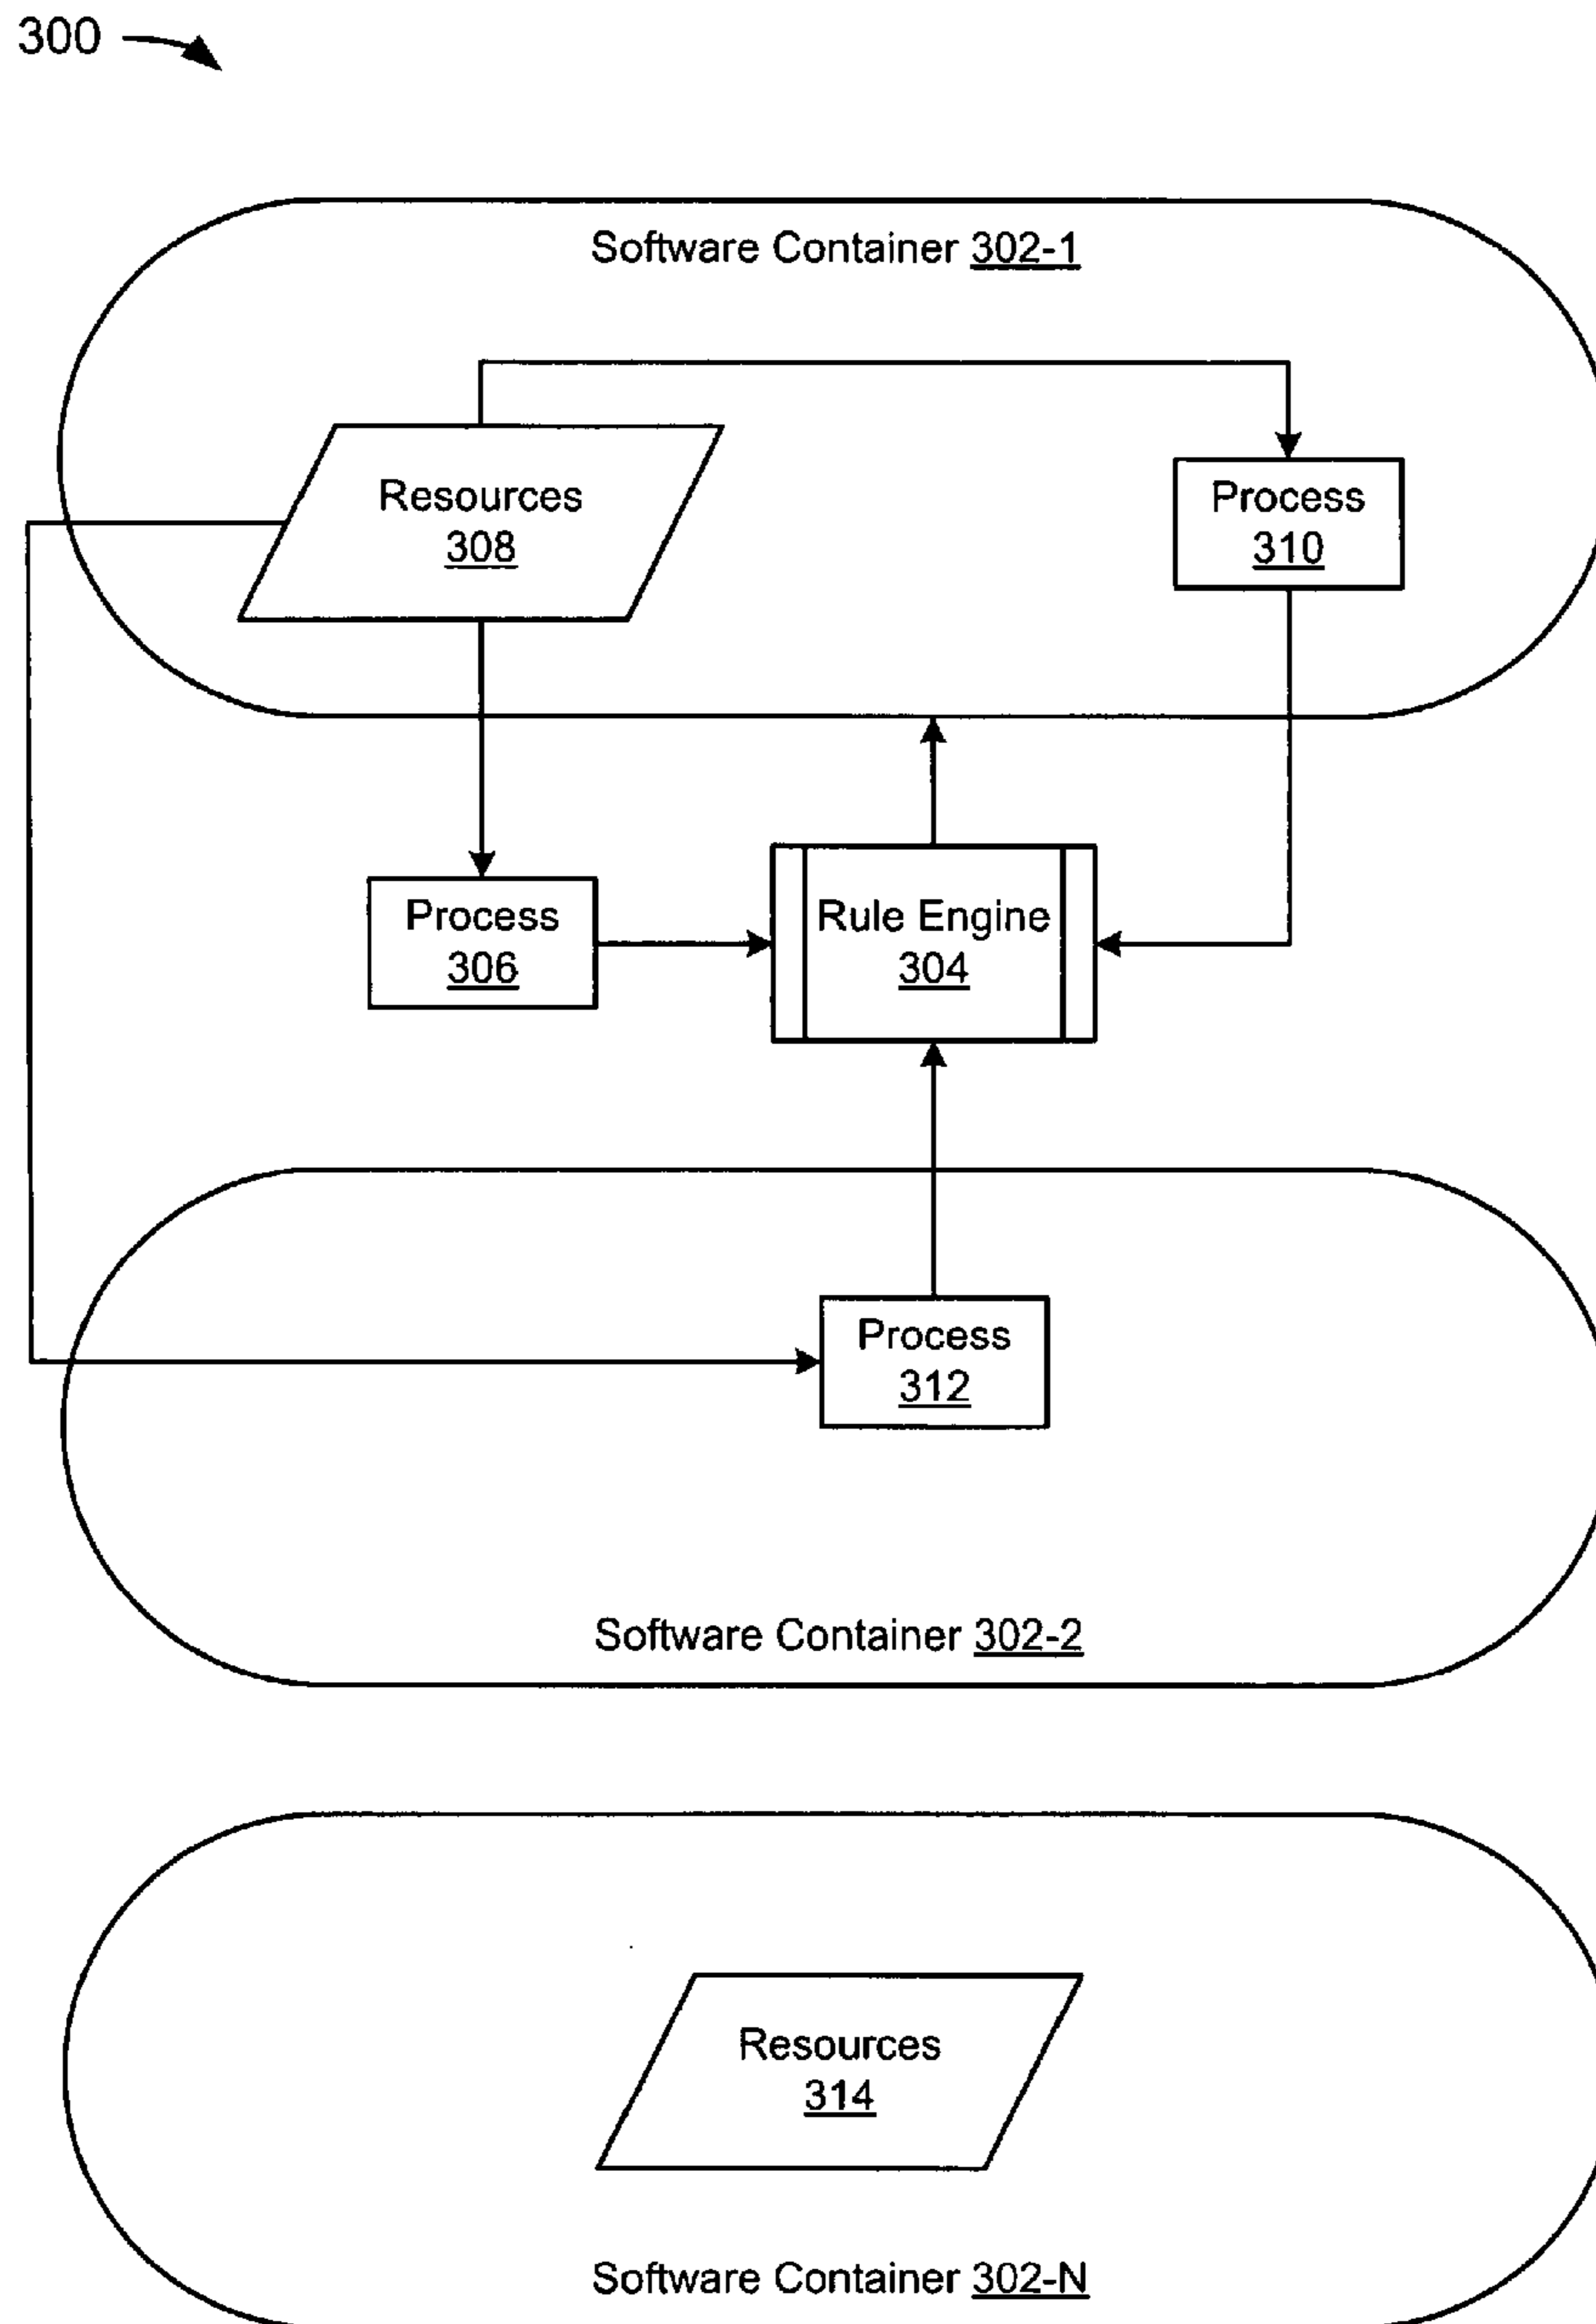 300
Software Container 302-1
Resources
308
Process
310
Process
306
Rule Engine
304
Process
312
Software Container 302-2
Resources
314
Software Container 302-N